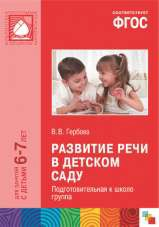 соответствует
ФГОС
для занятий
с детьми 6-7 лет
В. В. Гербова
РАЗВИТИЕ РЕЧИ
В ДЕТСКОМ
САДУ
Подготовительная к школе
группа